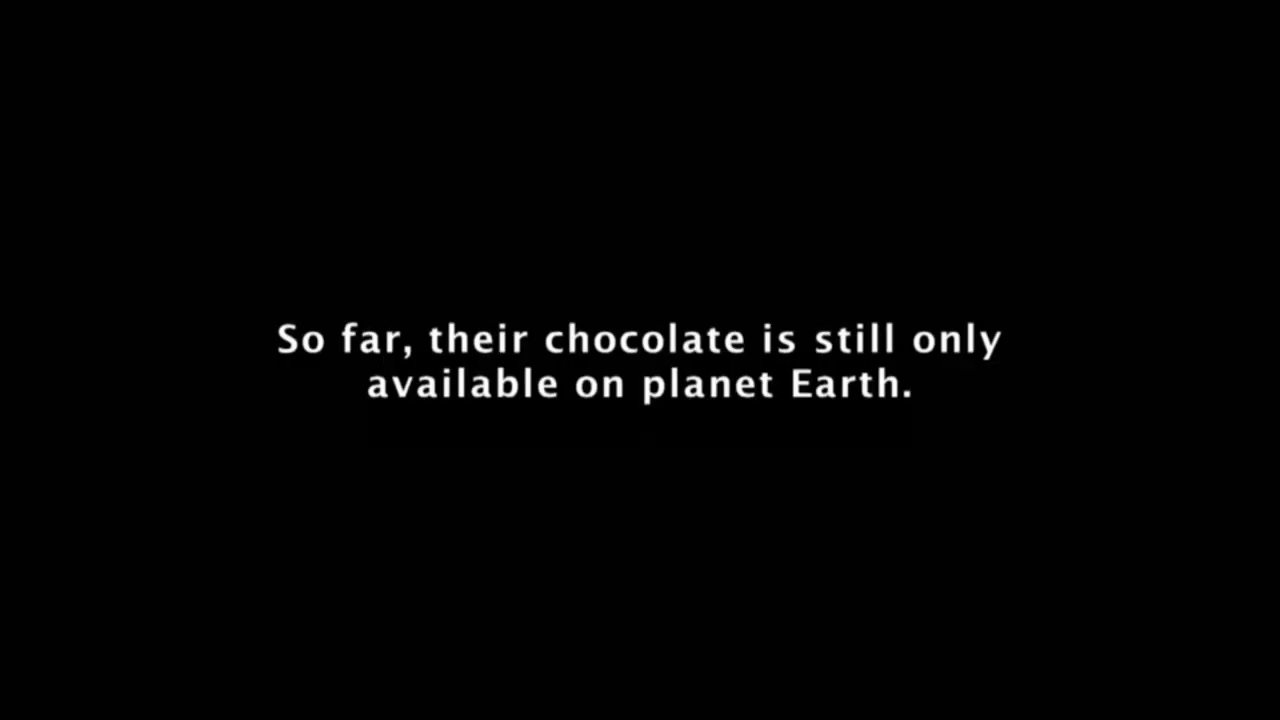 So far, their chocolate is still only
available on planet Earth.